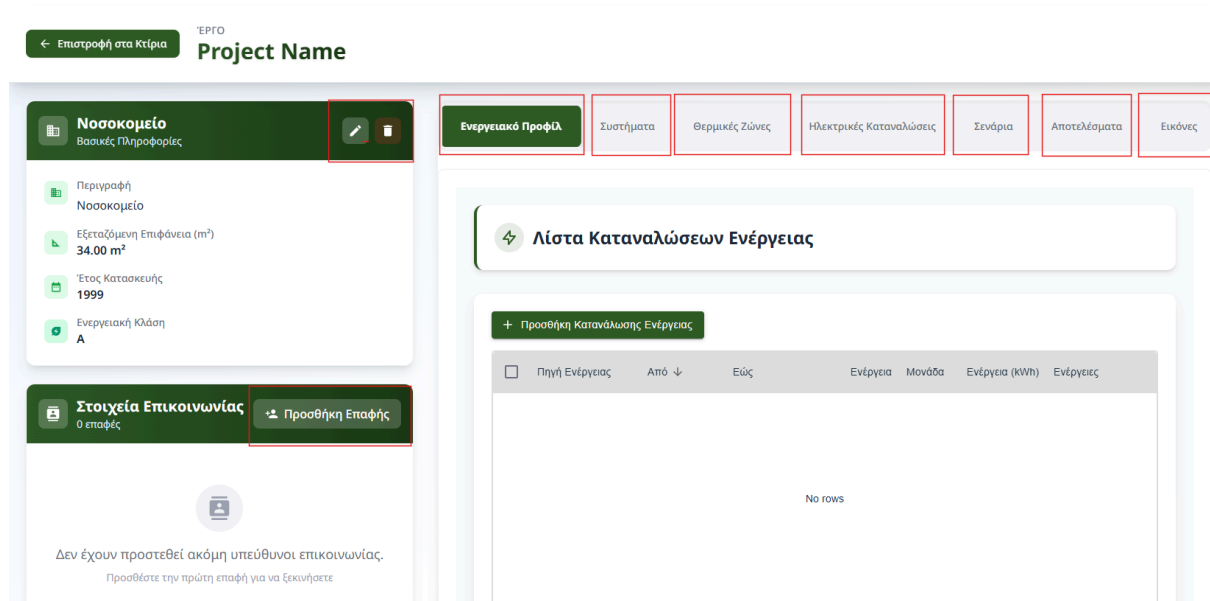 ← Επιστροφή στα Κτίρια
ΈΡΓΟ
Project Name
Νοσοκομείο
Βασικές Πληροφορίες
Περιγραφή
Νοσοκομείο
Εξεταζόμενη Επιφάνεια (m²)
34.00 m²
Έτος Κατασκευής
1999
Ενεργειακή Κλάση
A
Στοιχεία Επικοινωνίας
0 επαφές
Προσθήκη Επαφής
Δεν έχουν προστεθεί ακόμη υπεύθυνοι επικοινωνίας.
Προσθέστε την πρώτη επαφή για να ξεκινήσετε
Ενεργειακό Προφίλ Συστήματα Θερμικές Ζώνες Ηλεκτρικές Καταναλώσεις Σενάρια Αποτελέσματα Εικόνες
Λίστα Καταναλώσεων Ενέργειας
+ Προσθήκη Κατανάλωσης Ενέργειας
Πηγή Ενέργειας Από ↓ Εώς Ενέργεια Μονάδα Ενέργεια (kWh) Ενέργειες
No rows